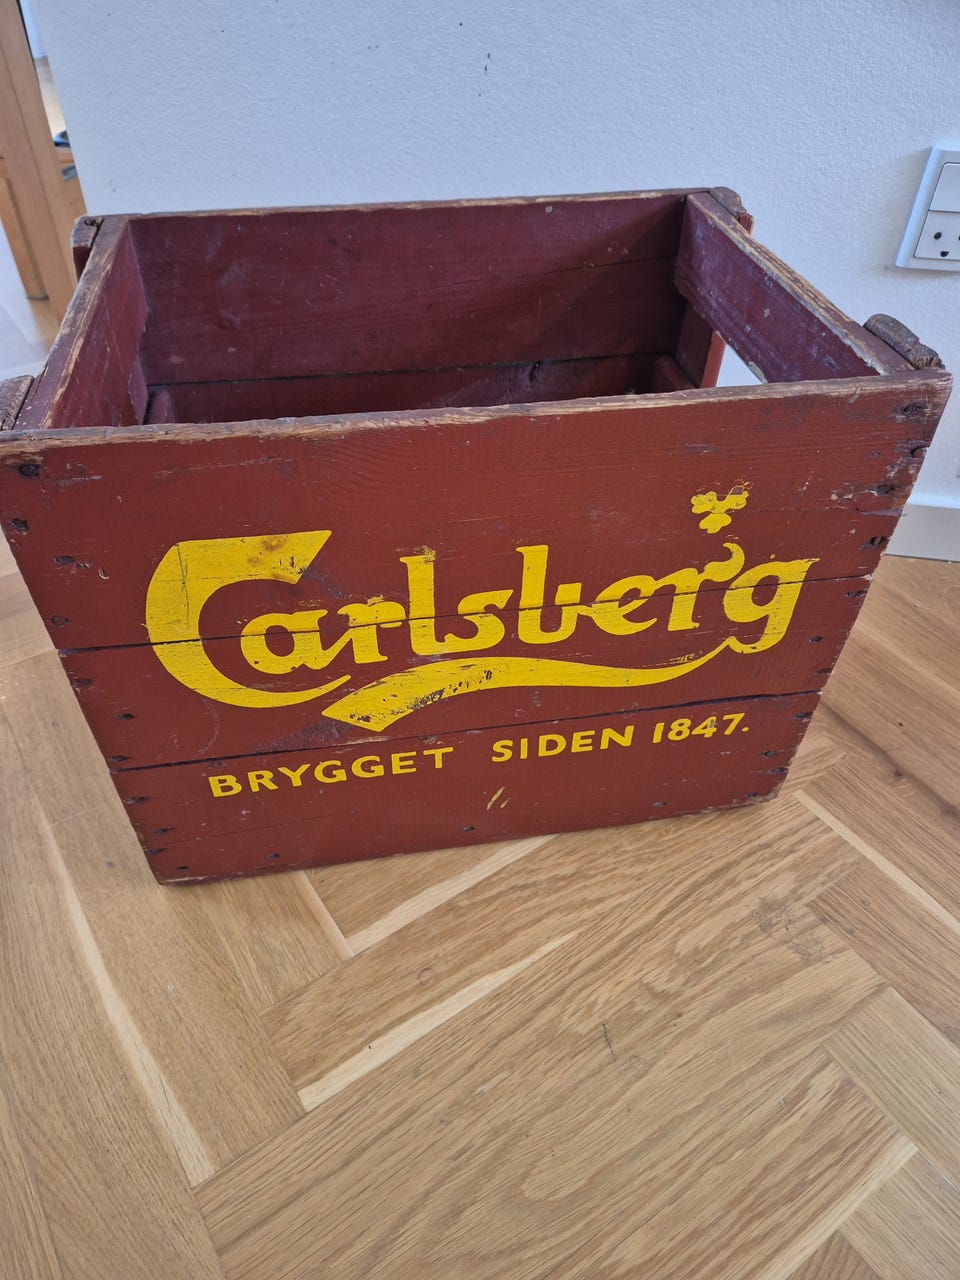 Carlsberg
BRYGGET SIDEN 1847.